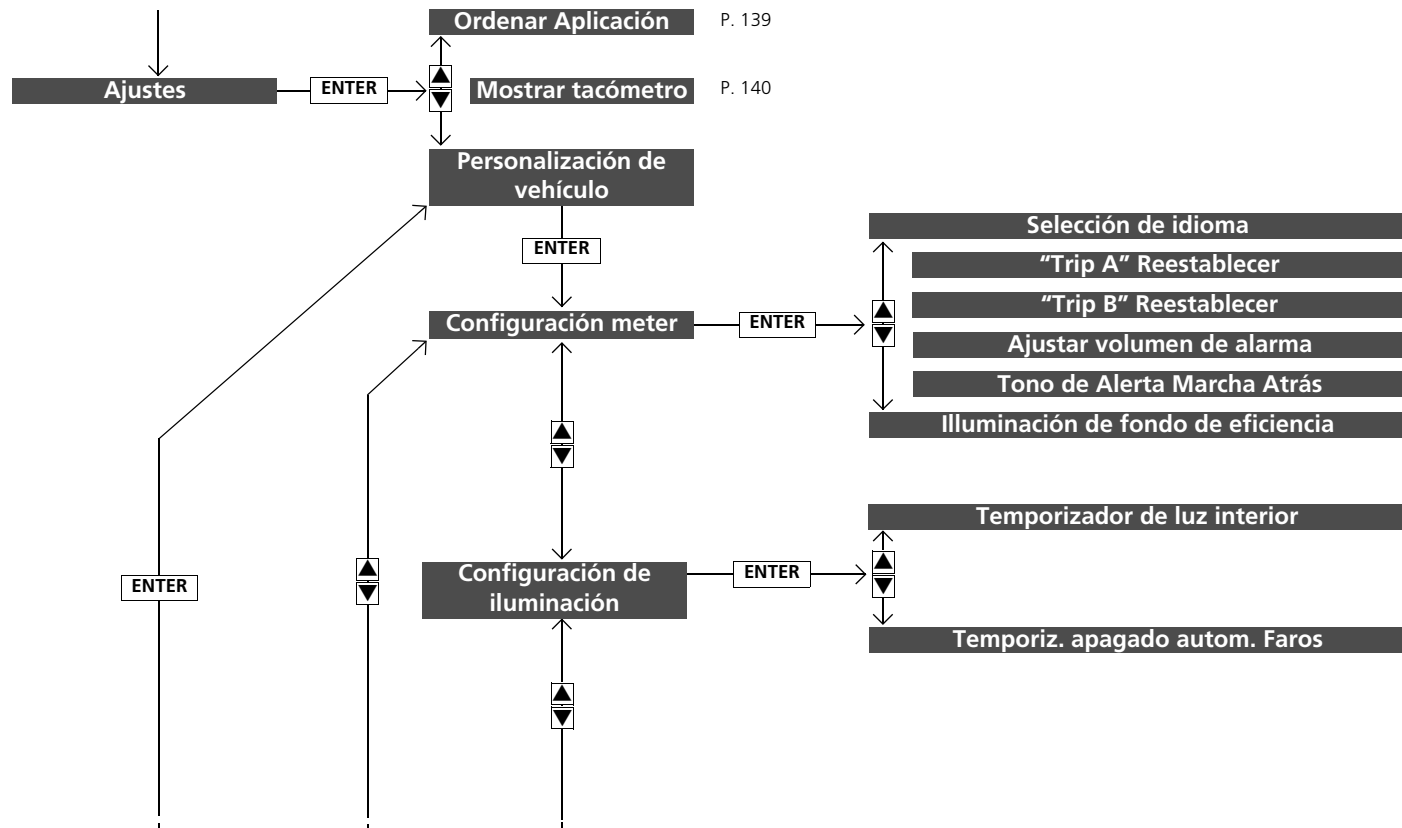 Ordenar Aplicación P. 139
Ajustes
ENTER
Mostrar tacómetro P. 140
Personalización de
vehículo
ENTER
Configuración meter
ENTER
Selección de idioma
“Trip A” Reestablecer
“Trip B” Reestablecer
Ajustar volumen de alarma
Tono de Alerta Marcha Atrás
Illuminación de fondo de eficiencia
ENTER
Configuración de
iluminación
ENTER
Temporizador de luz interior
Temporiz. apagado autom. Faros